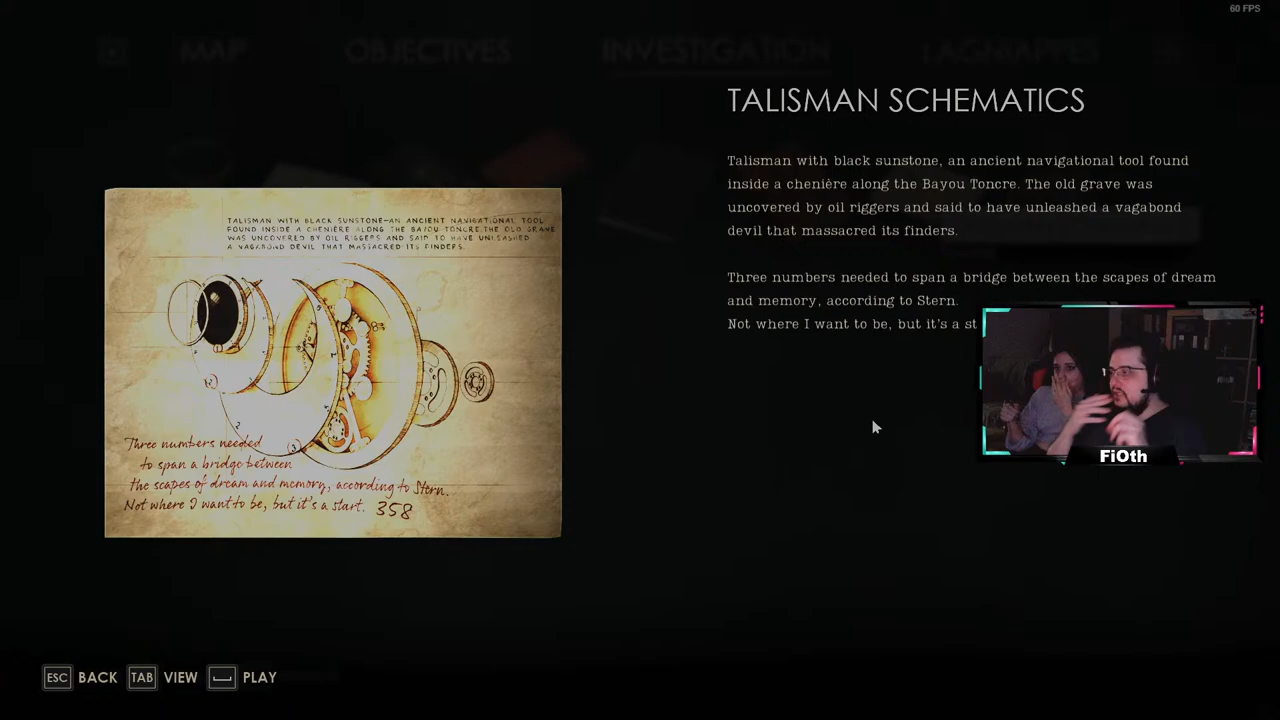 60 FPS
MAP OBJECTIVES INVESTIGATION LAGNIAPPES
TALISMAN SCHEMATICS
Talisman with black sunstone, an ancient navigational tool found
inside a chenière along the Bayou Toncre. The old grave was
uncovered by oil riggers and said to have unleashed a vagabond
devil that massacred its finders.
Three numbers needed to span a bridge between the scapes of dream
and memory, according to Stern.
Not where I want to be, but it's a st
TALISMAN WITH BLACK SUNSTONE—AN ANCIENT NAVIGATIONAL TOOL
FOUND INSIDE A CHENIÈRE ALONG THE BAYOU TONCRE. THE OLD GRAVE
WAS UNCOVERED BY OIL RIGGERS AND SAID TO HAVE UNLEASHED
A VAGABOND DEVIL THAT MASSACRED ITS FINDERS.
Three numbers needed
to span a bridge between
the scapes of dream and memory, according to Stern.
Not where I want to be, but it's a start. 358
FiOth
ESC BACK TAB VIEW PLAY